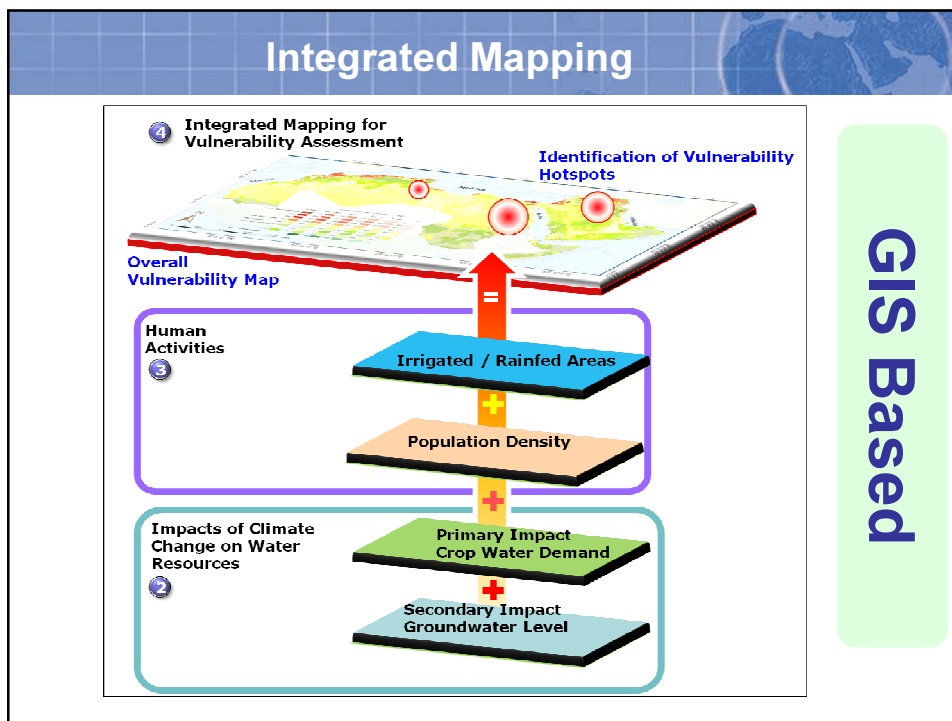 Integrated Mapping
4
Integrated Mapping for
Vulnerability Assessment
Identification of Vulnerability
Hotspots
Overall
Vulnerability Map
=
Human
Activities
3
Irrigated / Rainfed Areas
+
Population Density
+
Impacts of Climate
Change on Water
Resources
2
Primary Impact
Crop Water Demand
+
Secondary Impact
Groundwater Level
GIS Based